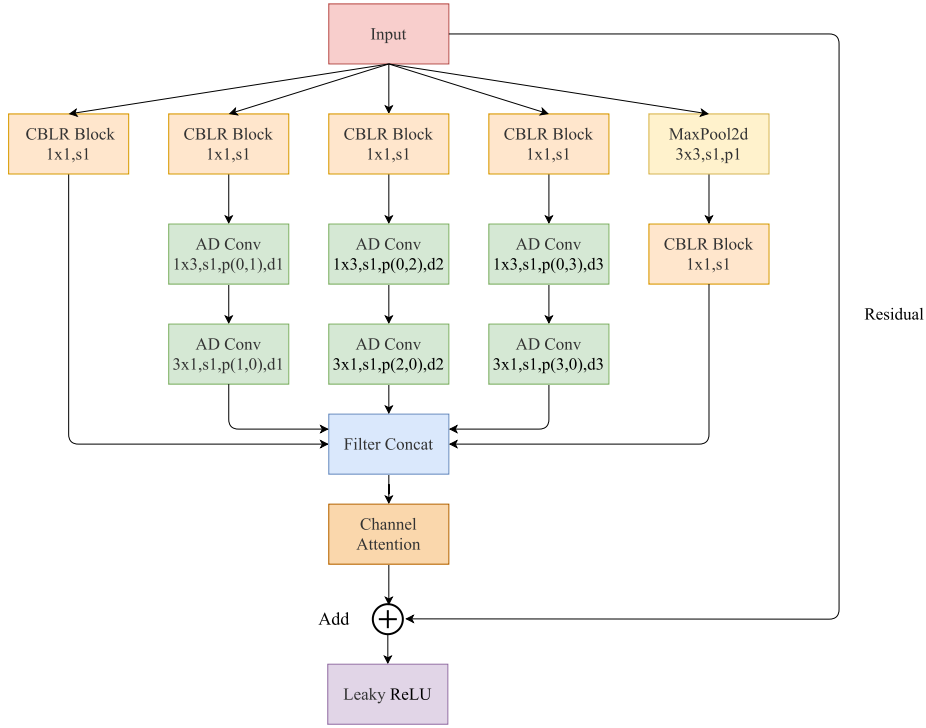 Input
CBLR Block
1x1,s1
CBLR Block
1x1,s1
CBLR Block
1x1,s1
CBLR Block
1x1,s1
MaxPool2d
3x3,s1,p1
AD Conv
1x3,s1,p(0,1),d1
AD Conv
1x3,s1,p(0,2),d2
AD Conv
1x3,s1,p(0,3),d3
CBLR Block
1x1,s1
Residual
AD Conv
3x1,s1,p(1,0),d1
AD Conv
3x1,s1,p(2,0),d2
AD Conv
3x1,s1,p(3,0),d3
Filter Concat
Channel
Attention
Add
Leaky ReLU